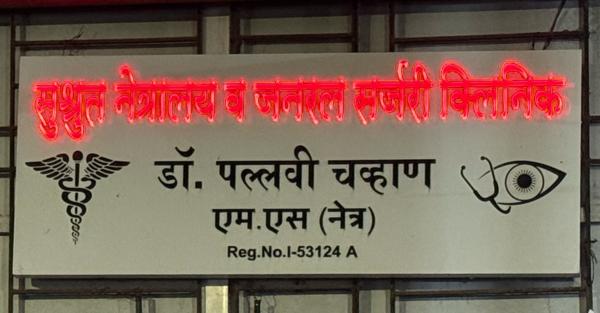 सुश्रुत नेत्रालय व जनरल सर्जरी क्लिनिक
डॉ. पल्लवी चव्हाण
एम.एस (नेत्र)
Reg.No.I-53124 A